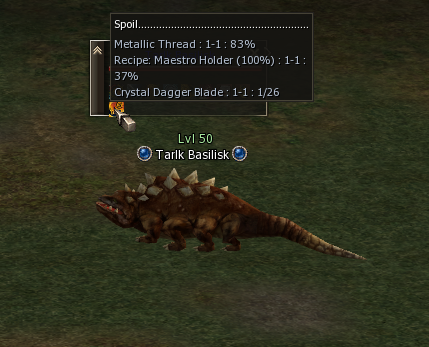 Spoil............................................................
Metallic Thread : 1-1 : 83%
Recipe: Maestro Holder (100%) : 1-1 :
37%
Crystal Dagger Blade : 1-1 : 1/26
Lvl 50
Tarlk Basilisk